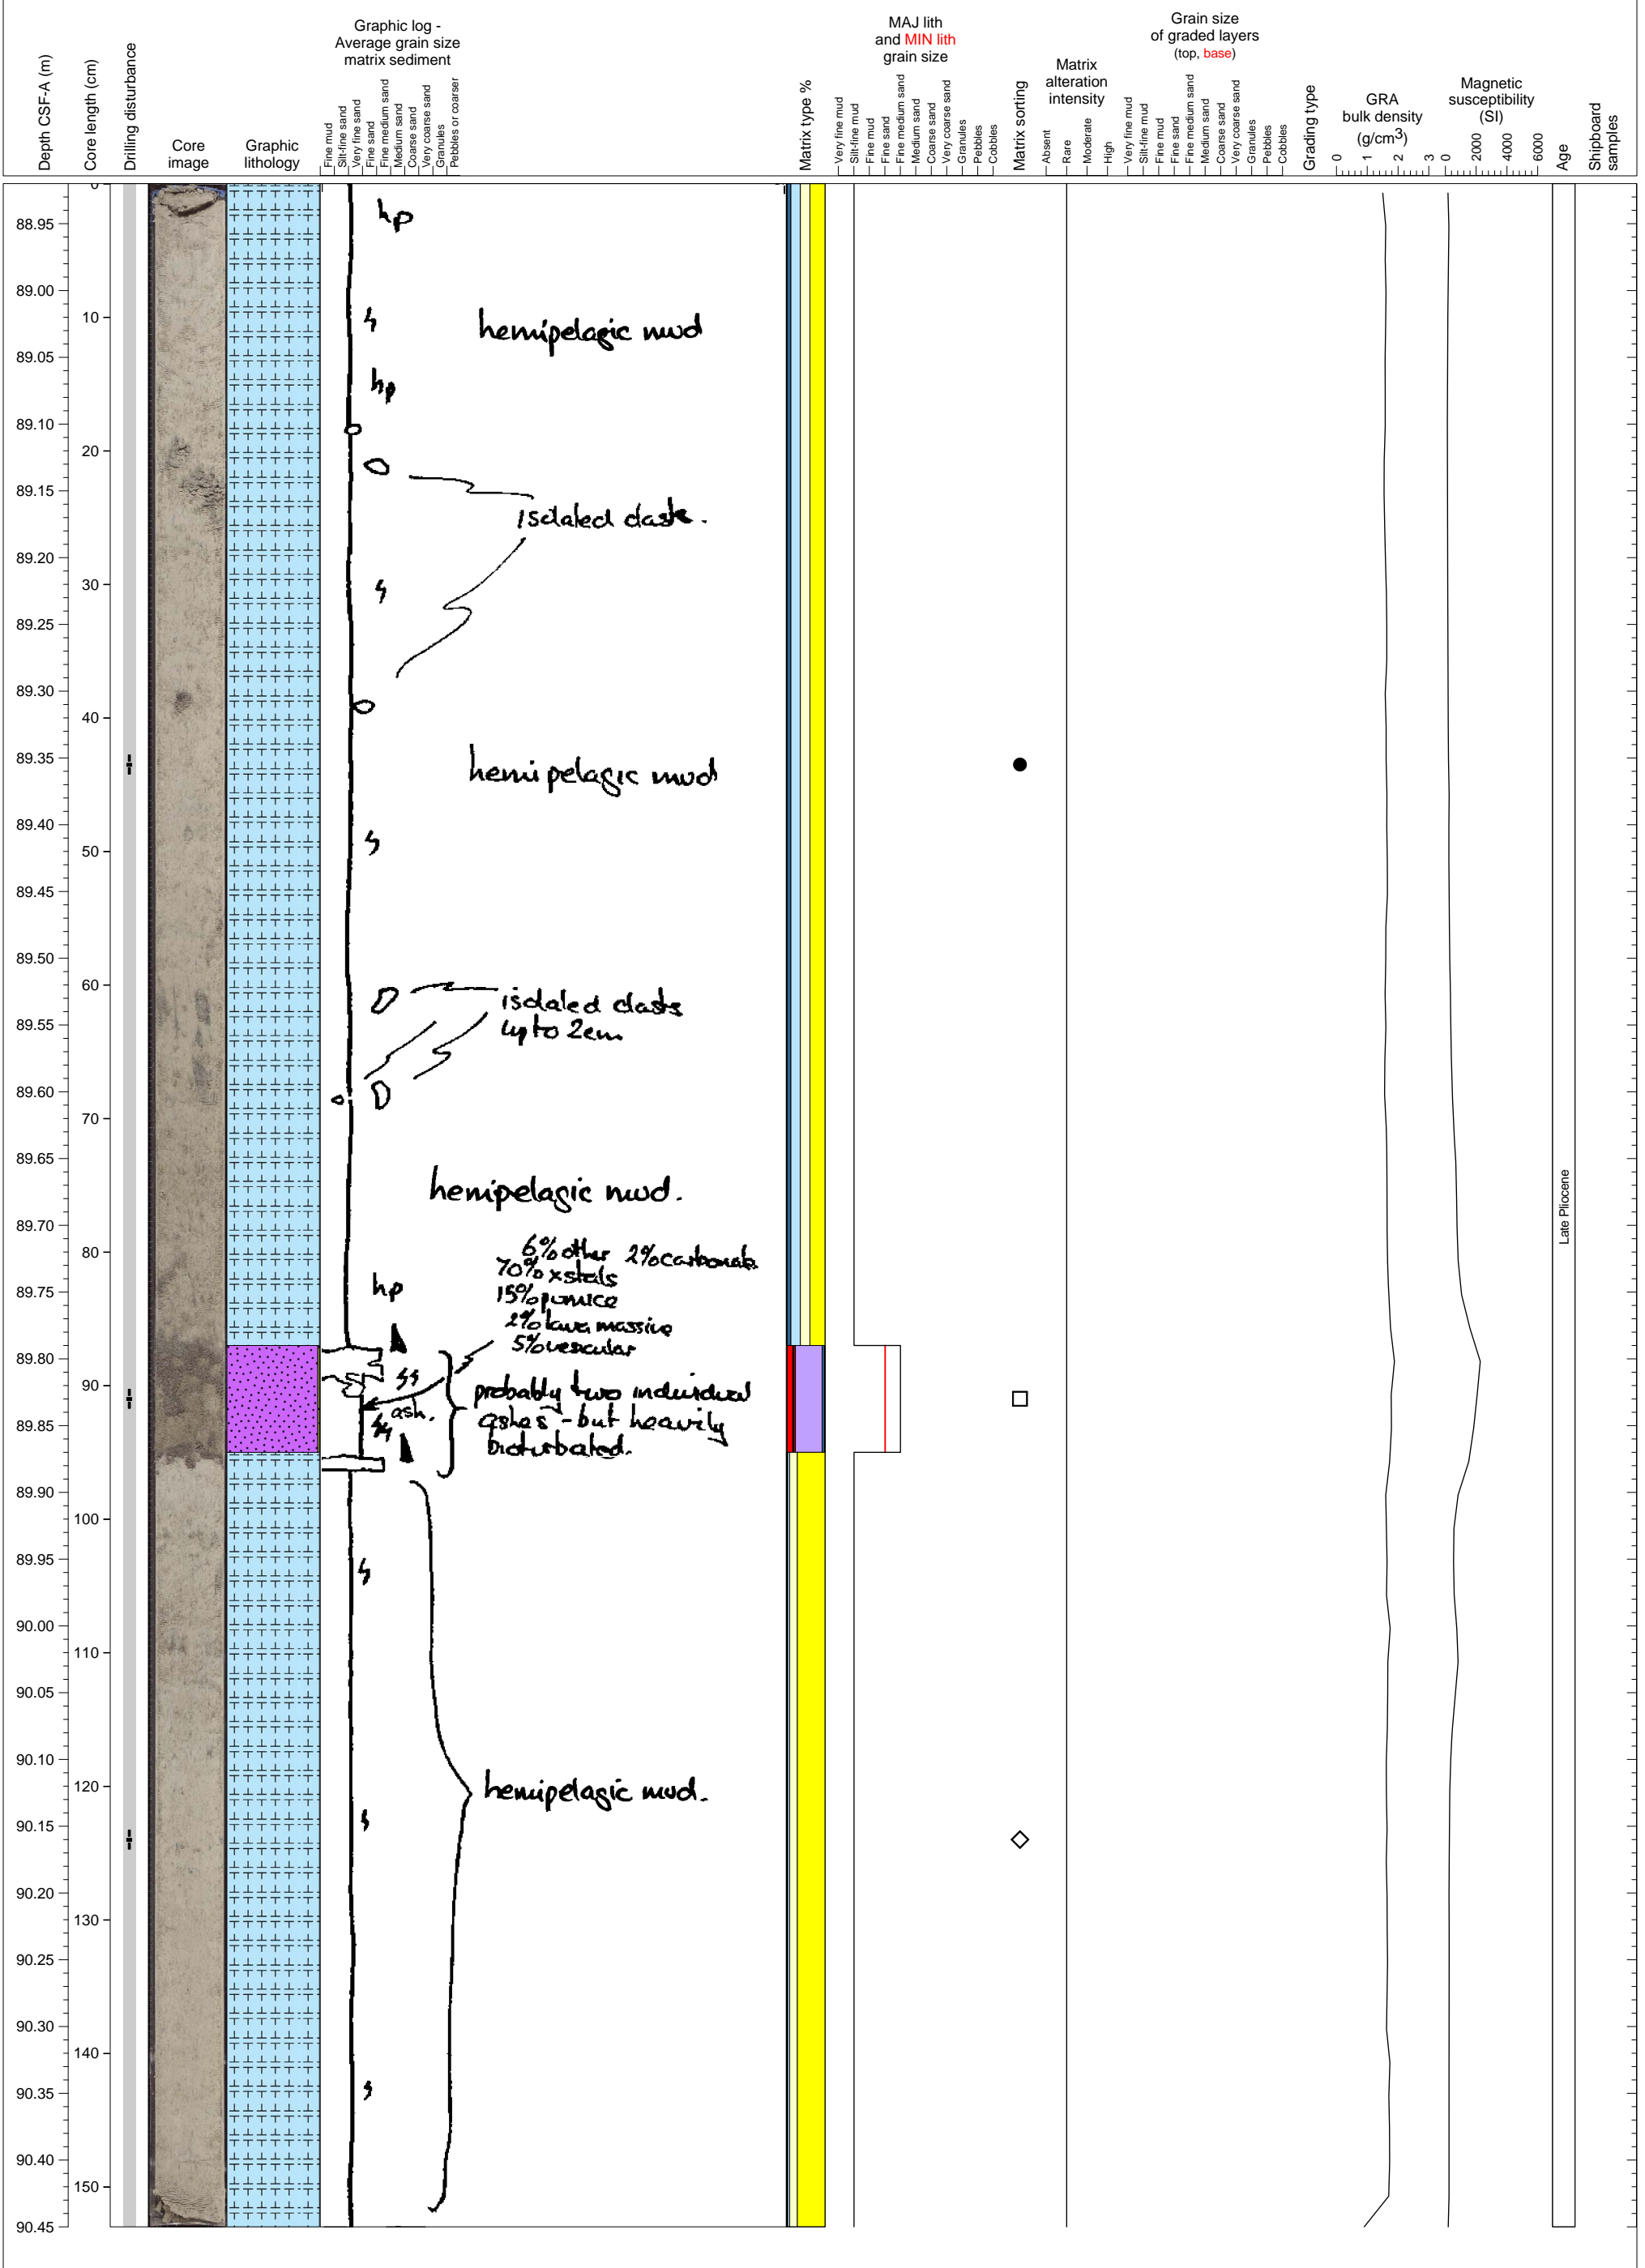 Graphic log -
Average grain size
matrix sediment
MAJ lith
and MIN lith
grain size
Grain size
of graded layers
(top, base)
Matrix
alteration
intensity
GRA
bulk density
(g/cm3)
Magnetic
susceptibility
(SI)
Depth CSF-A (m)
Core length (cm)
Drilling disturbance
Core
image
Graphic
lithology
Fine mud
Silt-fine sand
Very fine sand
Fine sand
Fine medium sand
Medium sand
Coarse sand
Very coarse sand
Granules
Pebbles or coarser
Matrix type %
Very fine mud
Silt-fine mud
Fine mud
Fine sand
Fine medium sand
Medium sand
Coarse sand
Very coarse sand
Granules
Pebbles
Cobbles
Matrix sorting
Absent
Rare
Moderate
High
Very fine mud
Silt-fine mud
Fine mud
Fine sand
Fine medium sand
Medium sand
Coarse sand
Very coarse sand
Granules
Pebbles
Cobbles
Grading type
0 1 2 3
0 2000 4000 6000
Age
Shipboard
samples
0
88.95
hp
89.00
10
hemipelagic mud
89.05
hp
89.10
20
89.15
isolated clasts.
89.20
30
89.25
89.30
40
89.35
hemipelagic mud
89.40
50
89.45
89.50
60
isolated clasts
up to 2cm
89.55
89.60
70
89.65
Late Pliocene
hemipelagic mud.
89.70
80
6% other 2% carbonate
70% xstals
hp
15% pumice
89.75
2% lava massive
5% vesicular
89.80
90
probably two individual
ash.
ashes - but heavily
89.85
bioturbated.
89.90
100
89.95
90.00
110
90.05
90.10
120
hemipelagic mud.
90.15
90.20
130
90.25
90.30
140
90.35
90.40
150
90.45